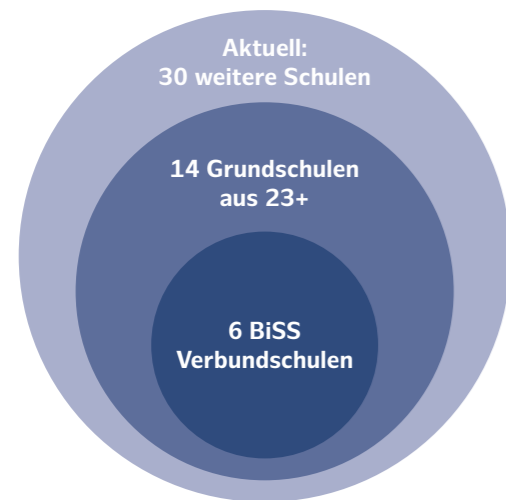 Aktuell:
30 weitere Schulen
14 Grundschulen
aus 23+
6 BiSS
Verbundschulen